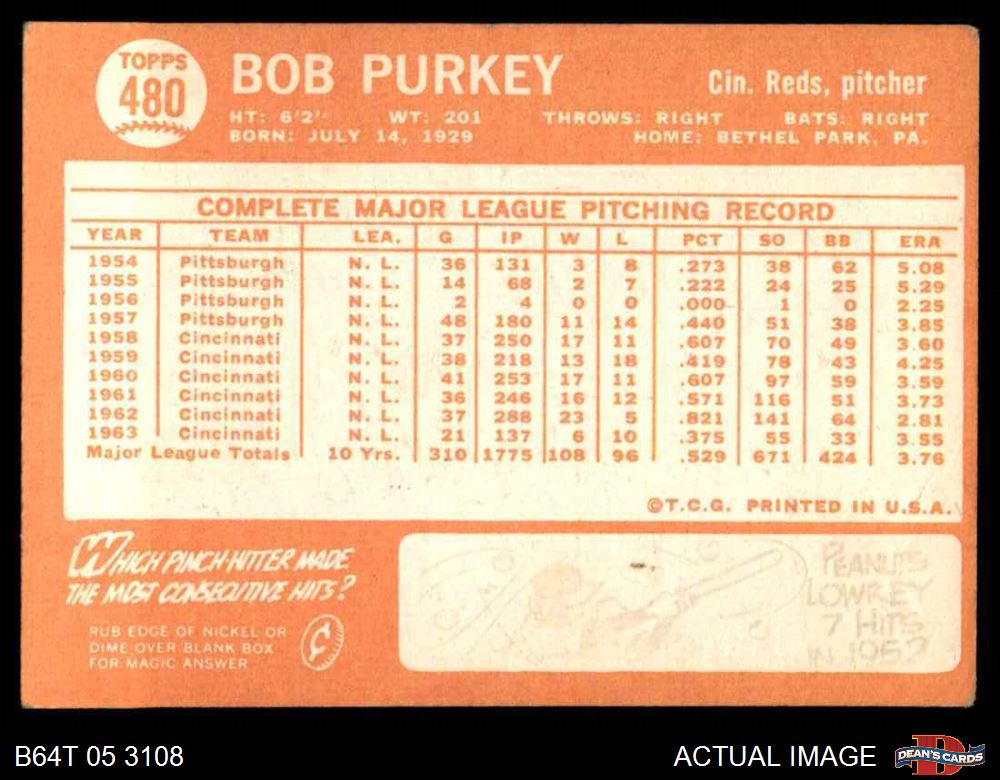 TOPPS
480
BOB PURKEY
Cin. Reds, pitcher
HT: 6'2" WT: 201 THROWS: RIGHT BATS: RIGHT
BORN: JULY 14, 1929 HOME: BETHEL PARK, PA.
COMPLETE MAJOR LEAGUE PITCHING RECORD
YEAR TEAM LEA. G IP W L PCT SO BB ERA
1954 Pittsburgh N. L. 36 131 3 8 .273 38 62 5.08
1955 Pittsburgh N. L. 14 68 2 7 .222 24 25 5.29
1956 Pittsburgh N. L. 2 4 0 0 .000 1 0 2.25
1957 Pittsburgh N. L. 48 180 11 14 .440 51 38 3.85
1958 Cincinnati N. L. 37 250 17 11 .607 70 49 3.60
1959 Cincinnati N. L. 38 218 13 18 .419 78 43 4.25
1960 Cincinnati N. L. 41 253 17 11 .607 97 59 3.59
1961 Cincinnati N. L. 36 246 16 12 .571 116 51 3.73
1962 Cincinnati N. L. 37 288 23 5 .821 141 64 2.81
1963 Cincinnati N. L. 21 137 6 10 .375 55 33 3.55
Major League Totals 10 Yrs. 310 1775 108 96 .529 671 424 3.76
©T.C.G. PRINTED IN U.S.A.
WHICH PINCH-HITTER MADE
THE MOST CONSECUTIVE HITS?
RUB EDGE OF NICKEL OR
DIME OVER BLANK BOX
FOR MAGIC ANSWER
PEANUTS
LOWREY
7 HITS
IN 1952
B64T 05 3108
ACTUAL IMAGE
DEAN'S CARDS